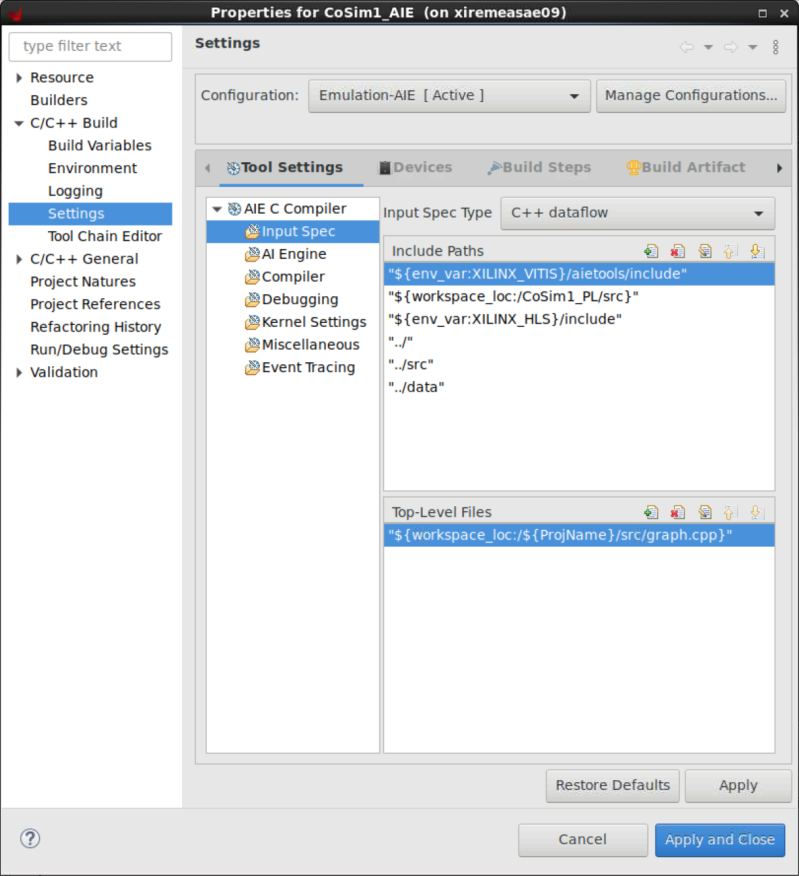 Properties for CoSim1_AIE (on xiremeasae09)
type filter text
Settings
Resource
Builders
C/C++ Build
Build Variables
Environment
Logging
Settings
Tool Chain Editor
C/C++ General
Project Natures
Project References
Refactoring History
Run/Debug Settings
Validation
Configuration: Emulation-AIE [ Active ] Manage Configurations...
Tool Settings Devices Build Steps Build Artifact
AIE C Compiler
Input Spec
AI Engine
Compiler
Debugging
Kernel Settings
Miscellaneous
Event Tracing
Input Spec Type C++ dataflow
Include Paths
"${env_var:XILINX_VITIS}/aietools/include"
"${workspace_loc:/CoSim1_PL/src}"
"${env_var:XILINX_HLS}/include"
"../"
"../src"
"../data"
Top-Level Files
"${workspace_loc:/${ProjName}/src/graph.cpp}"
Restore Defaults Apply
? Cancel Apply and Close